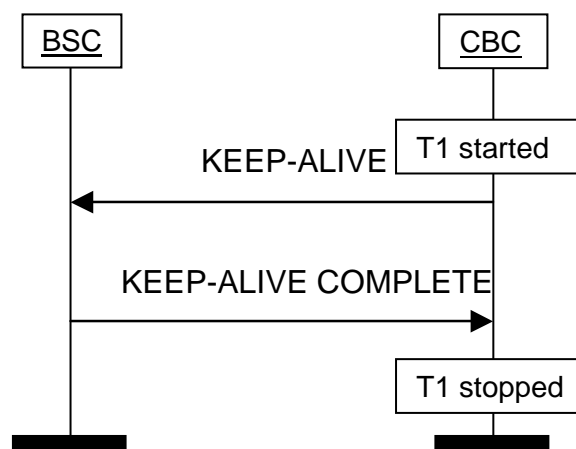 BSC
CBC
T1 started
KEEP-ALIVE
KEEP-ALIVE COMPLETE
T1 stopped